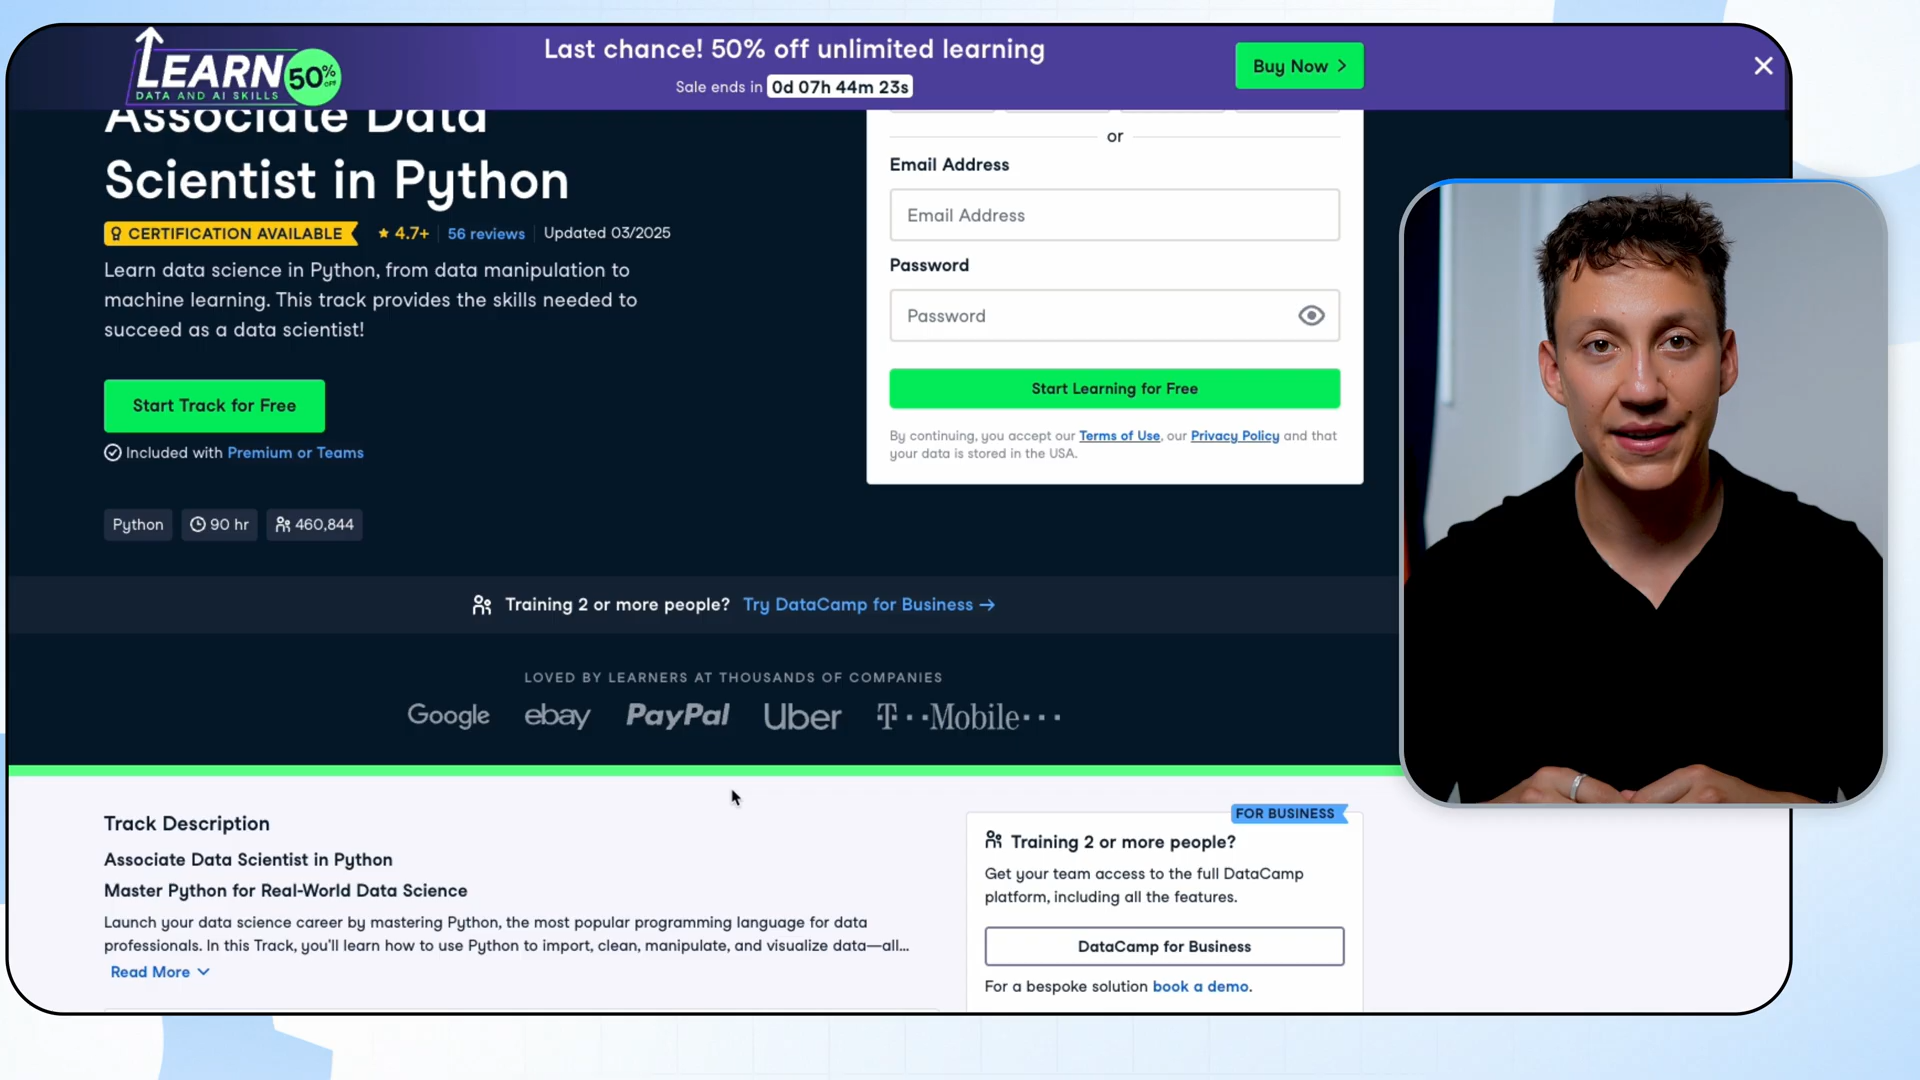 LEARN 50% OFF
DATA AND AI SKILLS
Last chance! 50% off unlimited learning
Sale ends in 0d 07h 44m 23s
Buy Now
Associate Data
Scientist in Python
CERTIFICATION AVAILABLE 4.7+ 56 reviews Updated 03/2025
Learn data science in Python, from data manipulation to
machine learning. This track provides the skills needed to
succeed as a data scientist!
Start Track for Free
Included with Premium or Teams
Python 90 hr 460,844
or
Email Address
Email Address
Password
Password
Start Learning for Free
By continuing, you accept our Terms of Use, our Privacy Policy and that
your data is stored in the USA.
Training 2 or more people? Try DataCamp for Business →
LOVED BY LEARNERS AT THOUSANDS OF COMPANIES
Google ebay PayPal Uber T··Mobile···
Track Description
Associate Data Scientist in Python
Master Python for Real-World Data Science
Launch your data science career by mastering Python, the most popular programming language for data
professionals. In this Track, you'll learn how to use Python to import, clean, manipulate, and visualize data—all...
Read More
FOR BUSINESS
Training 2 or more people?
Get your team access to the full DataCamp
platform, including all the features.
DataCamp for Business
For a bespoke solution book a demo.